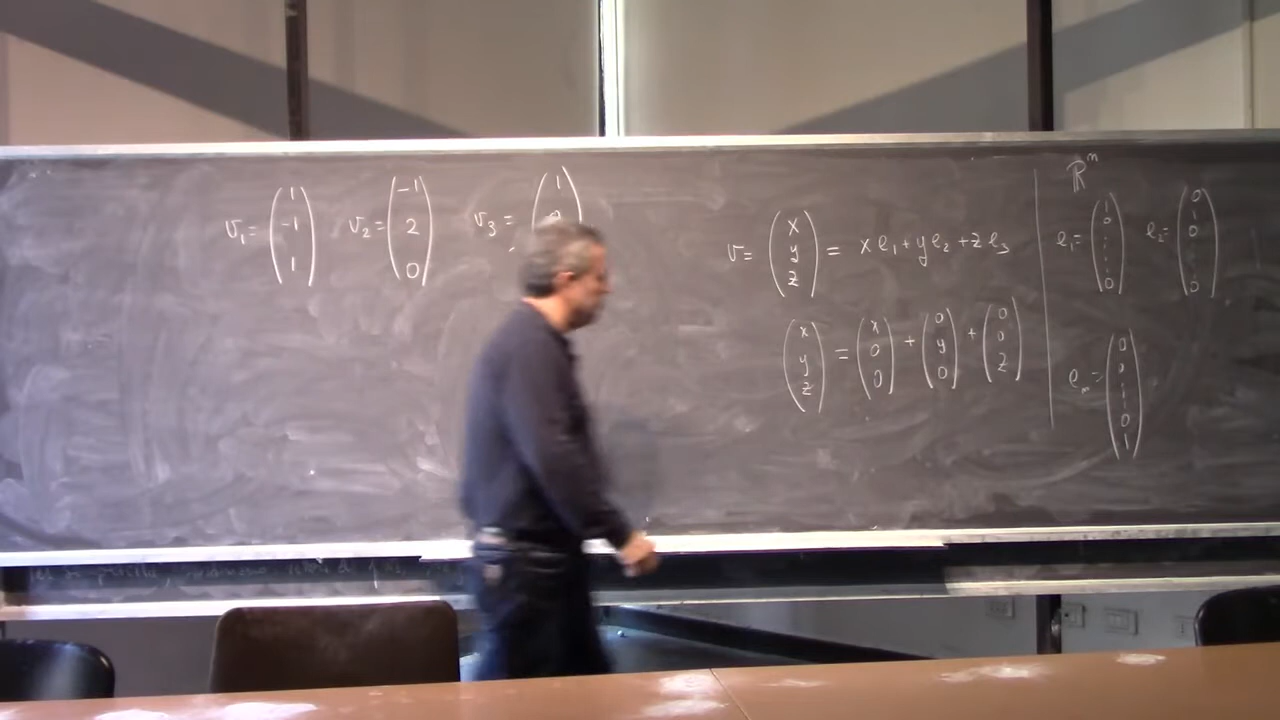 v₁ = (1 -1 1) v₂ = (-1 2 0) v₃ = (1
v = (x y z) = x e₁ + y e₂ + z e₃
(x y z) = (x 0 0) + (0 y 0) + (0 0 z)
ℝⁿ
e₁ = (1 0 ⋮ 0) e₂ = (0 1 0 ⋮ 0)
eₙ = (0 0 ⋮ 0 1)